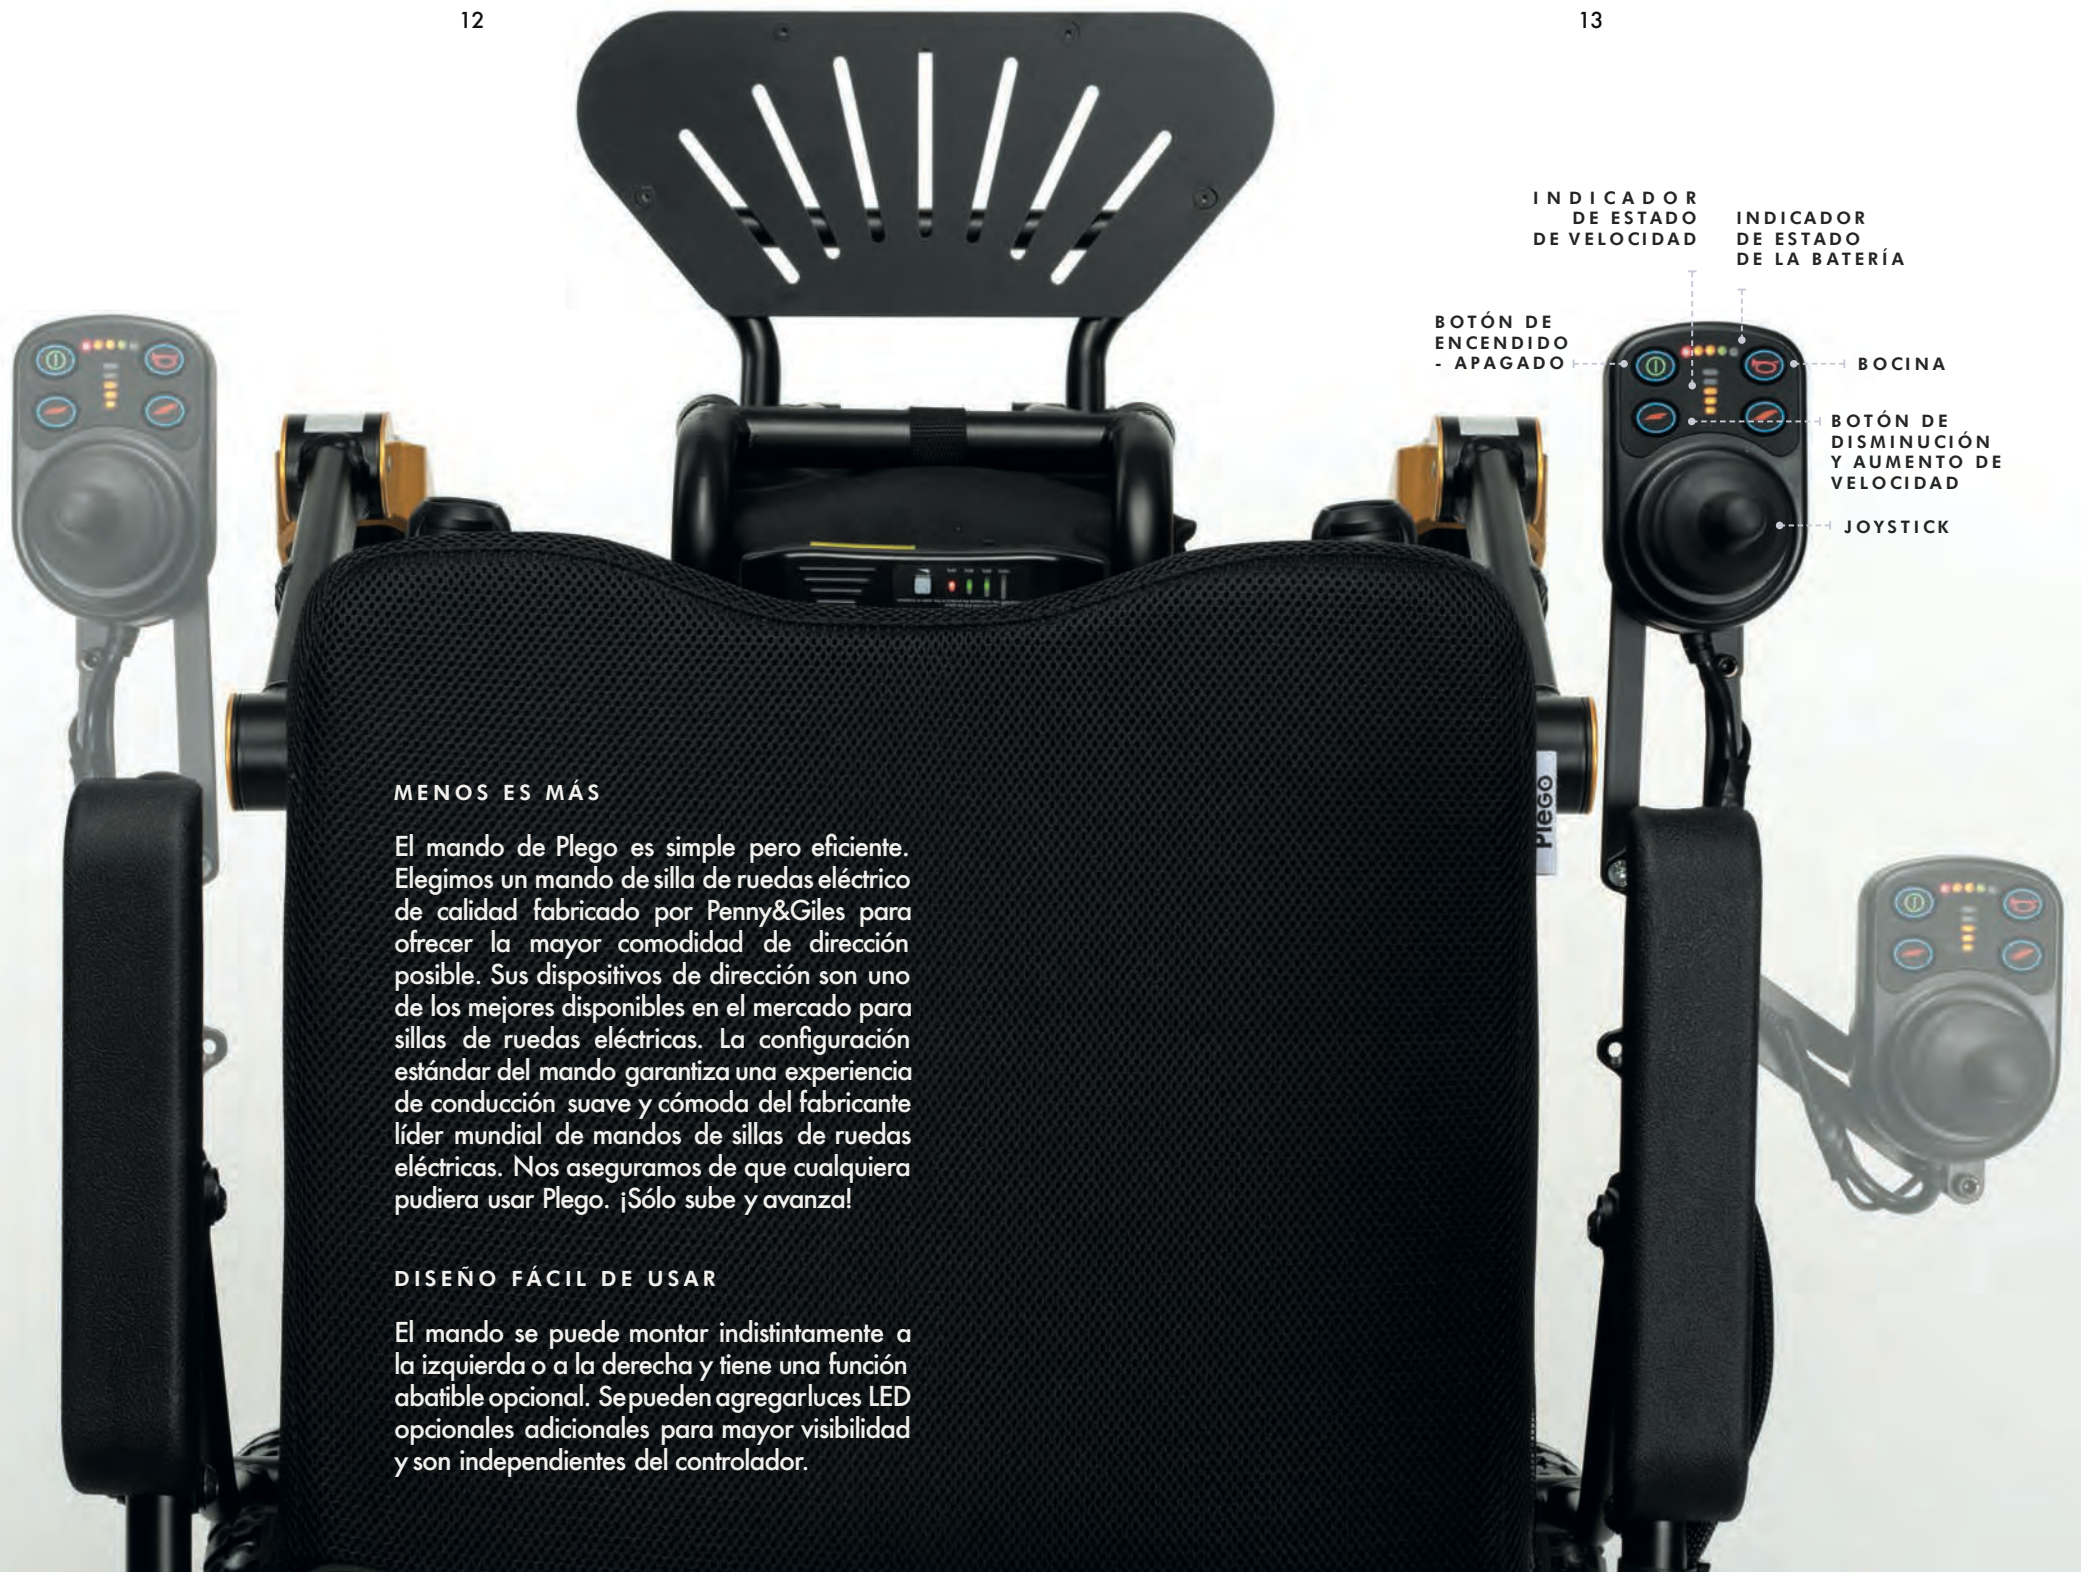 12
13
INDICADOR
DE ESTADO
DE VELOCIDAD
INDICADOR
DE ESTADO
DE LA BATERÍA
BOTÓN DE
ENCENDIDO
- APAGADO
BOCINA
BOTÓN DE
DISMINUCIÓN
Y AUMENTO DE
VELOCIDAD
JOYSTICK
PleGO
MENOS ES MÁS
El mando de Plego es simple pero eficiente.
Elegimos un mando de silla de ruedas eléctrico
de calidad fabricado por Penny&Giles para
ofrecer la mayor comodidad de dirección
posible. Sus dispositivos de dirección son uno
de los mejores disponibles en el mercado para
sillas de ruedas eléctricas. La configuración
estándar del mando garantiza una experiencia
de conducción suave y cómoda del fabricante
líder mundial de mandos de sillas de ruedas
eléctricas. Nos aseguramos de que cualquiera
pudiera usar Plego. ¡Sólo sube y avanza!
DISEÑO FÁCIL DE USAR
El mando se puede montar indistintamente a
la izquierda o a la derecha y tiene una función
abatible opcional. Se pueden agregar luces LED
opcionales adicionales para mayor visibilidad
y son independientes del controlador.